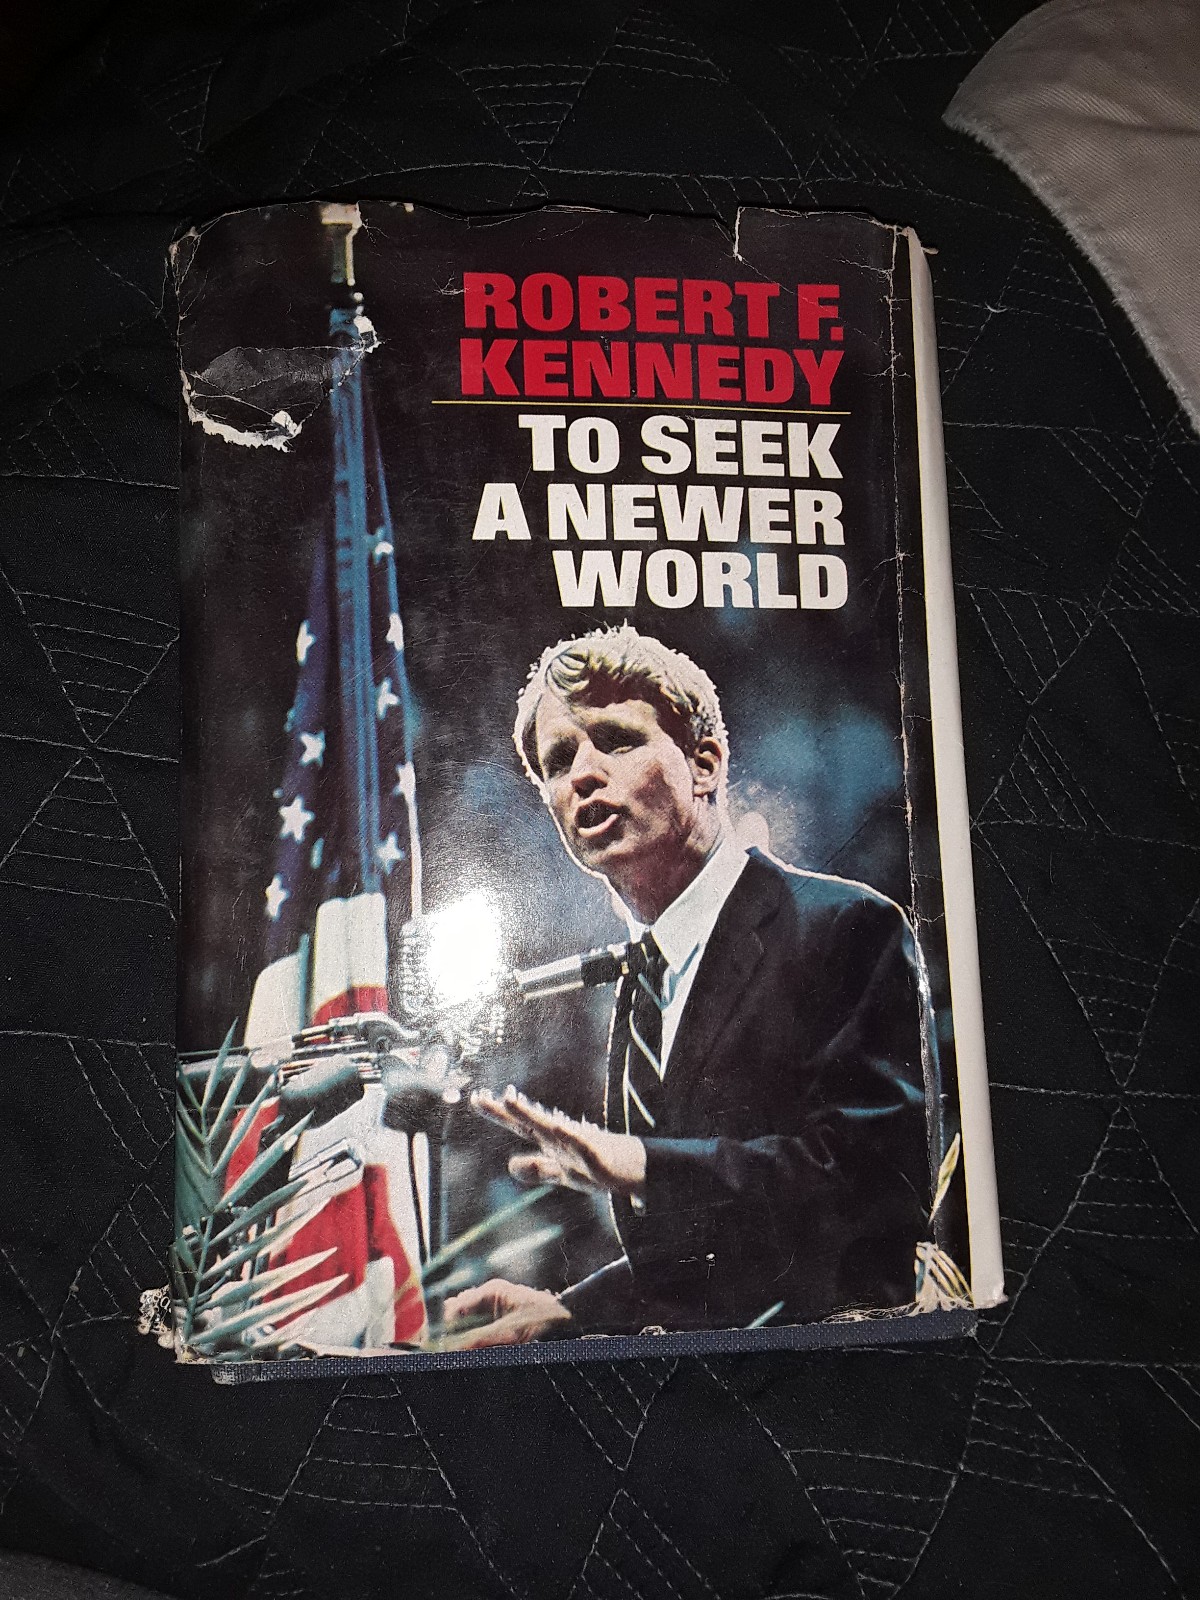 ROBERT F.
KENNEDY
TO SEEK
A NEWER
WORLD